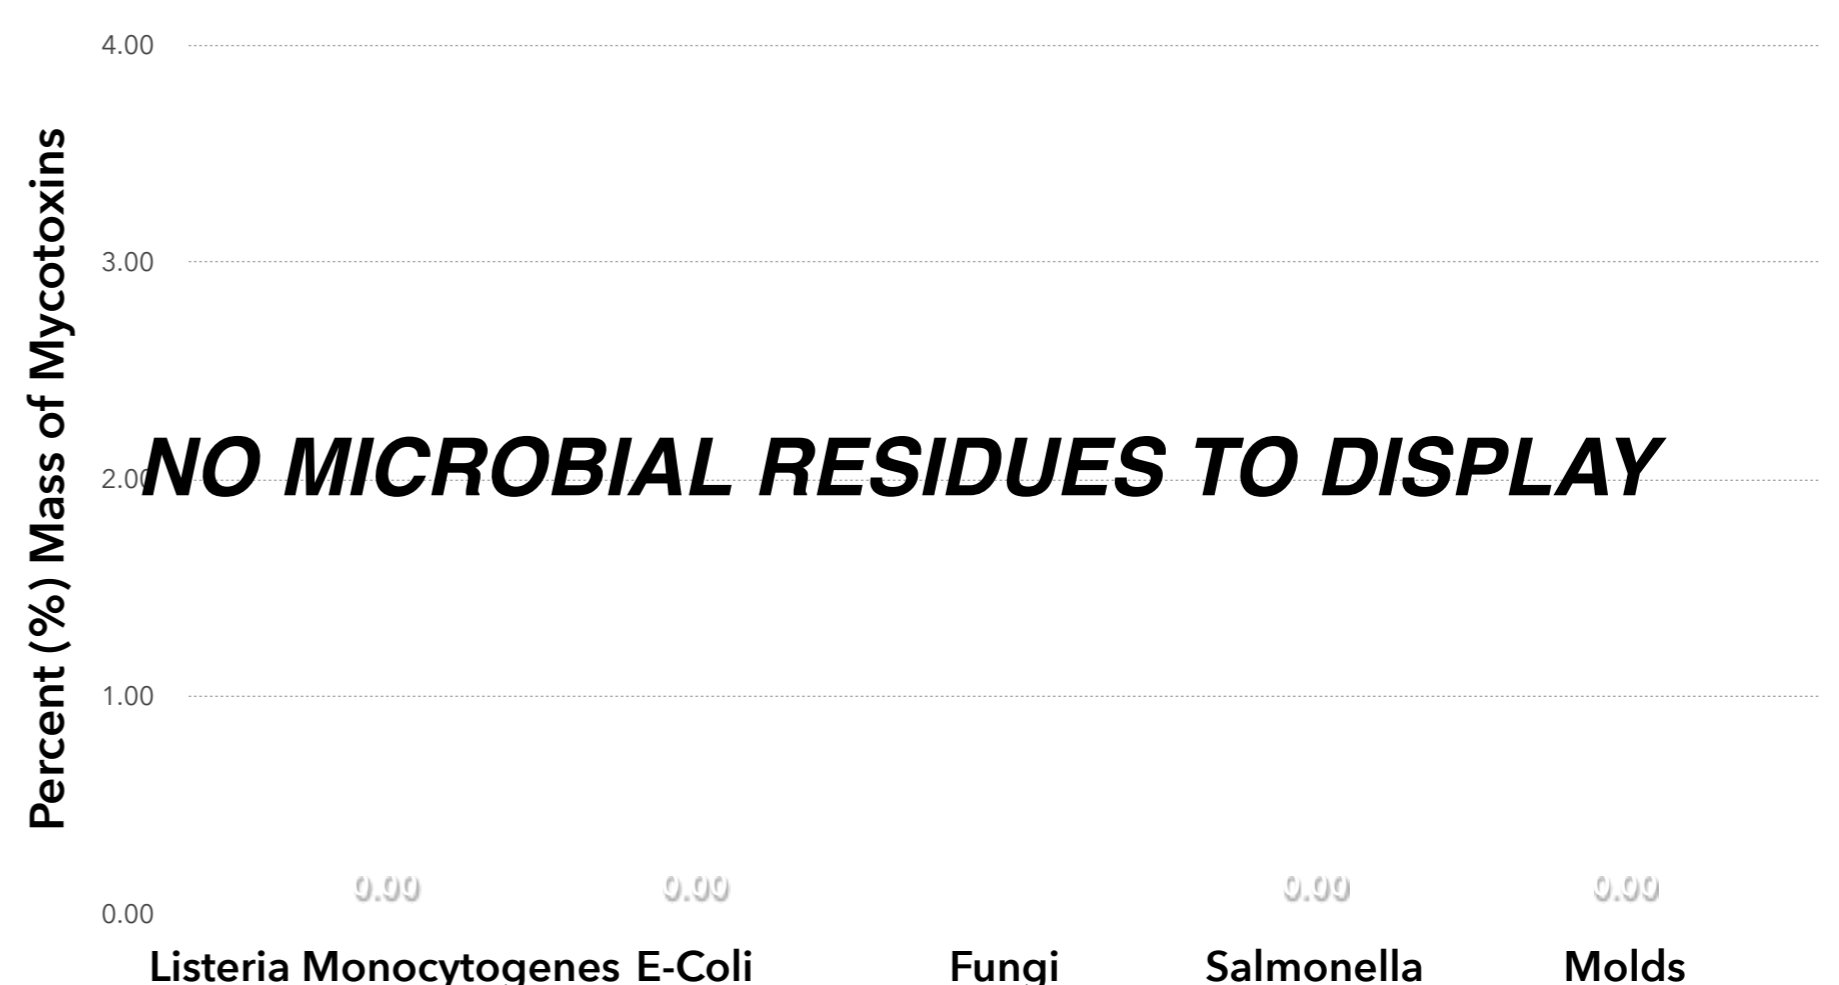 4.00
3.00
2.00
1.00
0.00
Percent (%) Mass of Mycotoxins
NO MICROBIAL RESIDUES TO DISPLAY
0.00 0.00 0.00 0.00
Listeria Monocytogenes E-Coli Fungi Salmonella Molds